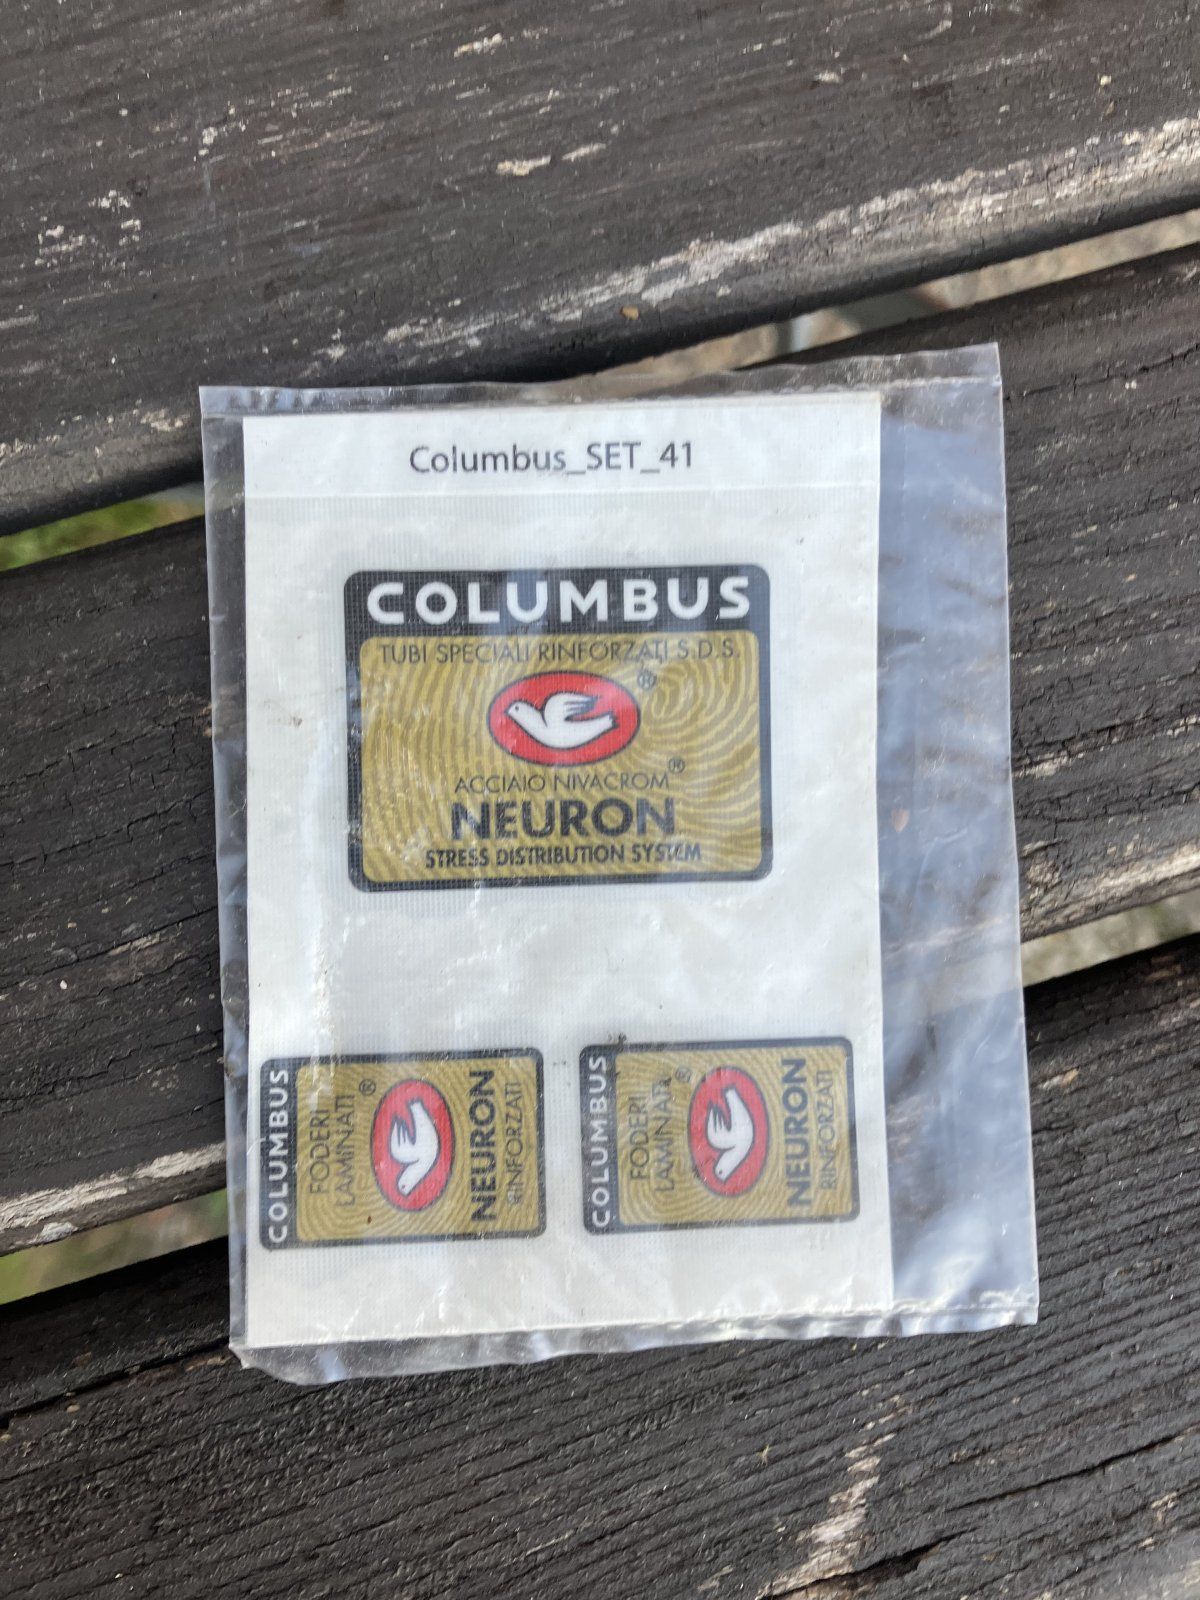 Columbus_SET_41
COLUMBUS
TUBI SPECIALI RINFORZATI S.D.S.
®
ACCIAIO NIVACROM®
NEURON
STRESS DISTRIBUTION SYSTEM
COLUMBUS
FODERI
LAMINATI
®
NEURON
RINFORZATI
COLUMBUS
FODERI
LAMINATI
®
NEURON
RINFORZATI